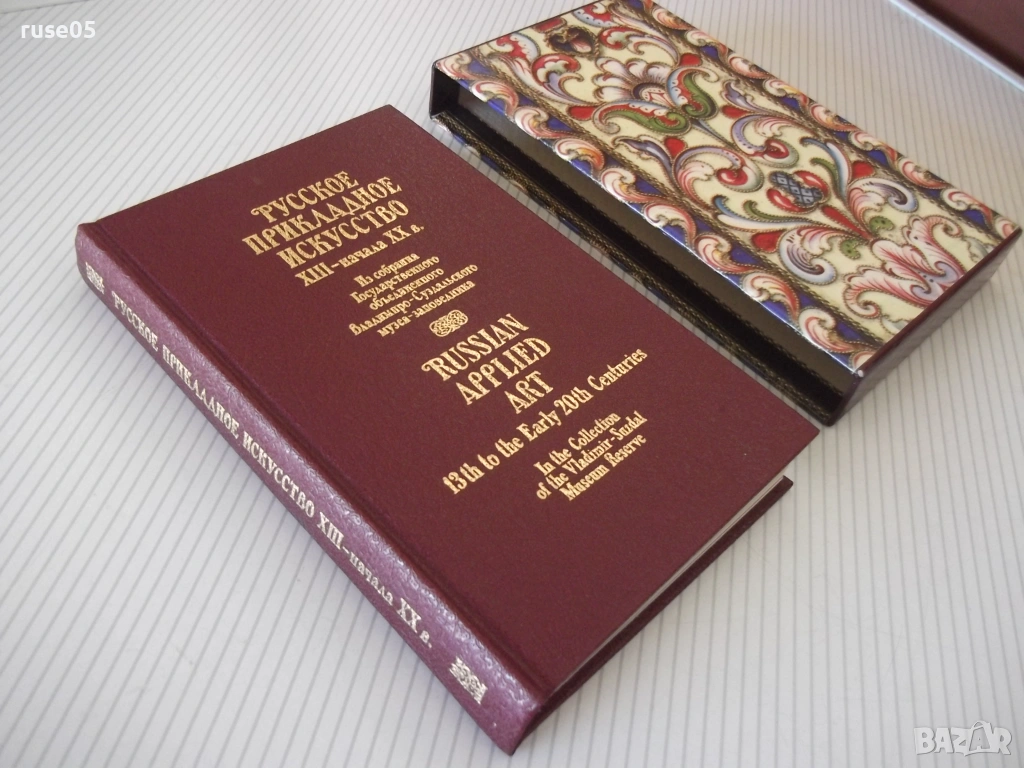 ruse05
РУССКОЕ
ПРИКЛАДНОЕ
ИСКУССТВО
XIII–начала XX в.
Из собрания
Государственного
объединенного
Владимиро-Суздальского
музея-заповедника
RUSSIAN
APPLIED
ART
13th to the Early 20th Centuries
In the Collection
of the Vladimir-Suzdal
Museum Reserve
РУССКОЕ ПРИКЛАДНОЕ ИСКУССТВО XIII–начала XX в.
BAZAR